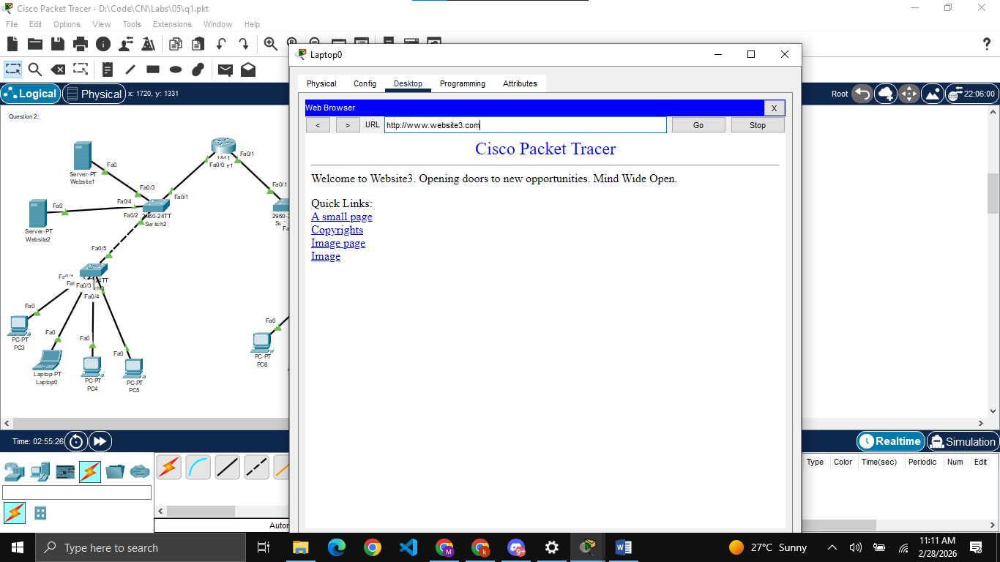 Cisco Packet Tracer - D:\Code\CN\Labs\05\q1.pkt
File Edit Options View Tools Extensions Window Help
Logical Physical x: 1720, y: 1331
Root 22:06:00
Question 2:
Server-PT
Website1
Fa0
Fa0/0
Fa0/1
Fa0/3
Fa0/1
Fa0/1
Fa0/4
Fa0
Fa0/2
2960-24TT
Switch2
Server-PT
Website2
Fa0/5
Fa0/3
Fa0/4
Fa0
PC-PT
PC3
Fa0
Laptop-PT
Laptop0
Fa0
PC-PT
PC4
Fa0
PC-PT
PC5
Fa0
PC-PT
PC6
Laptop0
Physical Config Desktop Programming Attributes
Web Browser X
< > URL http://www.website3.com Go Stop
Cisco Packet Tracer
Welcome to Website3. Opening doors to new opportunities. Mind Wide Open.
Quick Links:
A small page
Copyrights
Image page
Image
Time: 02:55:26
Realtime Simulation
Type Color Time(sec) Periodic Num Edit
Type here to search
27°C Sunny
11:11 AM
2/28/2026